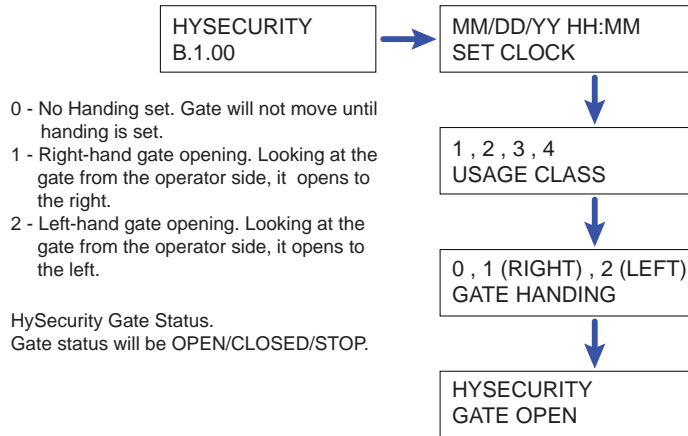 HYSECURITY
B.1.00
MM/DD/YY HH:MM
SET CLOCK
0 - No Handing set. Gate will not move until
handing is set.
1 - Right-hand gate opening. Looking at the
gate from the operator side, it opens to
the right.
2 - Left-hand gate opening. Looking at the
gate from the operator side, it opens to
the left.
1 , 2 , 3 , 4
USAGE CLASS
0 , 1 (RIGHT) , 2 (LEFT)
GATE HANDING
HySecurity Gate Status.
Gate status will be OPEN/CLOSED/STOP.
HYSECURITY
GATE OPEN